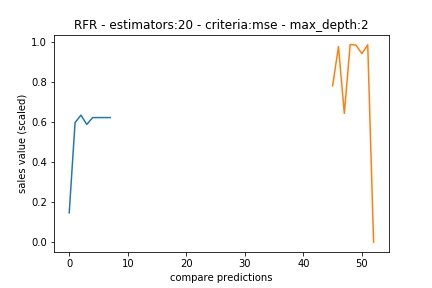 RFR - estimators:20 - criteria:mse - max_depth:2
1.0
0.8
0.6
0.4
0.2
0.0
sales value (scaled)
0 10 20 30 40 50
compare predictions